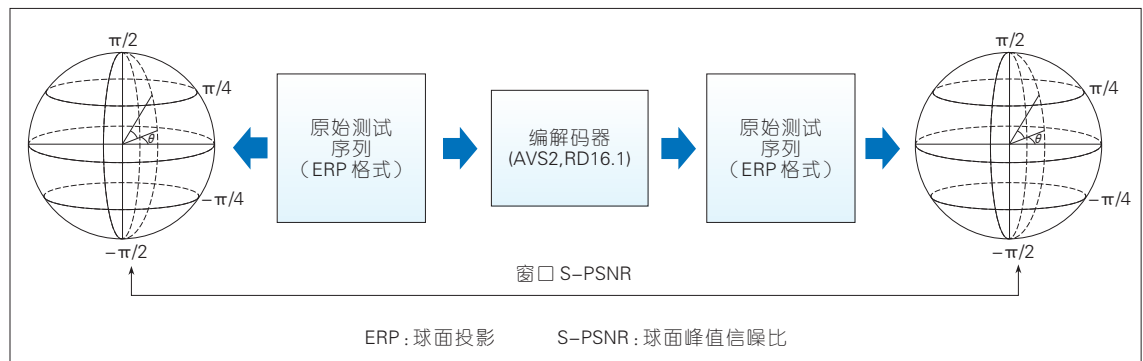 π/2
π/4
θ
−π/4
−π/2
原始测试
序列
（ERP 格式）
编解码器
(AVS2,RD16.1)
原始测试
序列
（ERP 格式）
π/2
π/4
θ
−π/4
−π/2
窗口 S−PSNR
ERP：球面投影 S−PSNR：球面峰值信噪比